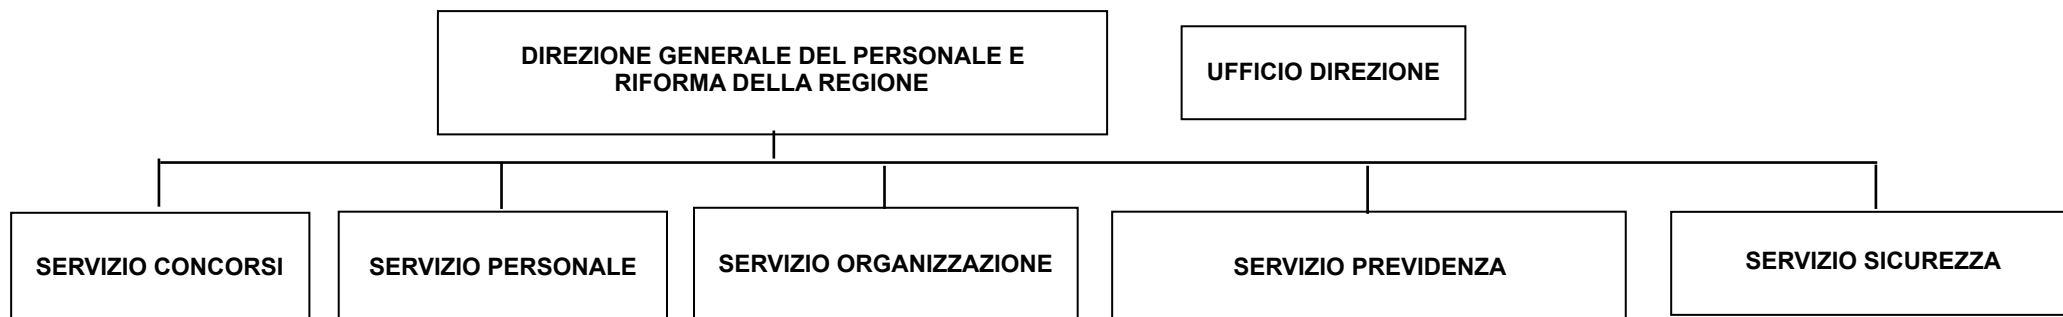 DIREZIONE GENERALE DEL PERSONALE E
RIFORMA DELLA REGIONE
UFFICIO DIREZIONE
SERVIZIO CONCORSI
SERVIZIO PERSONALE
SERVIZIO ORGANIZZAZIONE
SERVIZIO PREVIDENZA
SERVIZIO SICUREZZA